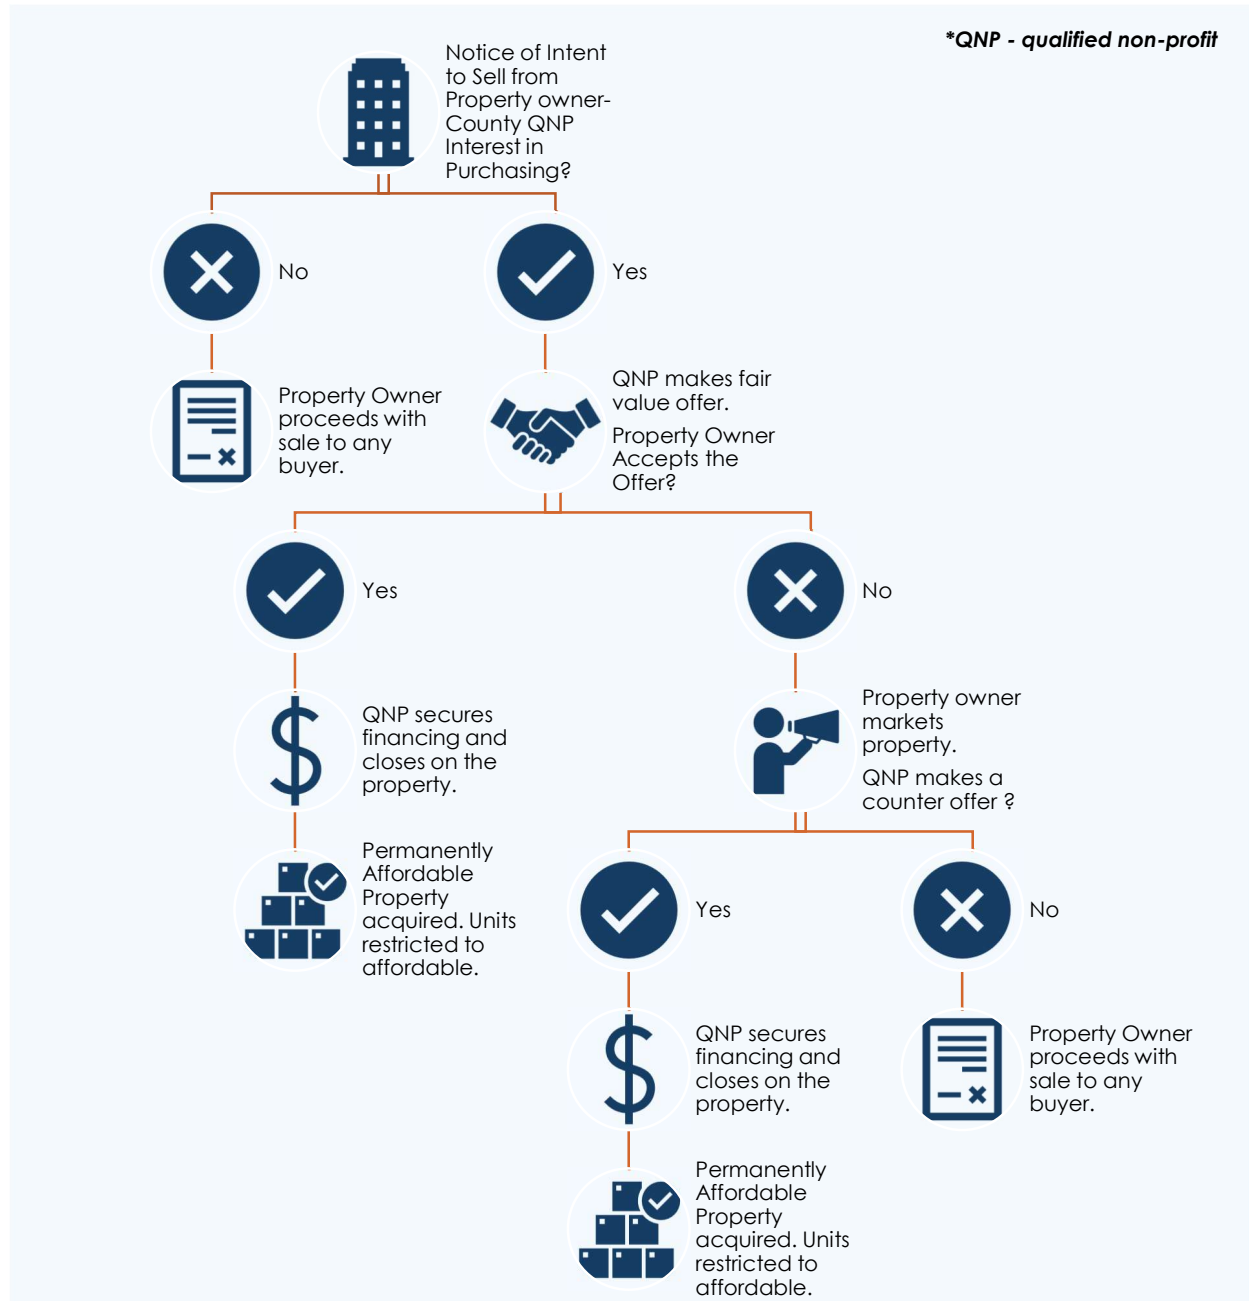 *QNP - qualified non-profit
Notice of Intent
to Sell from
Property owner-
County QNP
Interest in
Purchasing?
No
Yes
Property Owner
proceeds with
sale to any
buyer.
QNP makes fair
value offer.
Property Owner
Accepts the
Offer?
Yes
No
QNP secures
financing and
closes on the
property.
Property owner
markets
property.
QNP makes a
counter offer ?
Permanently
Affordable
Property
acquired. Units
restricted to
affordable.
Yes
No
QNP secures
financing and
closes on the
property.
Property Owner
proceeds with
sale to any
buyer.
Permanently
Affordable
Property
acquired. Units
restricted to
affordable.